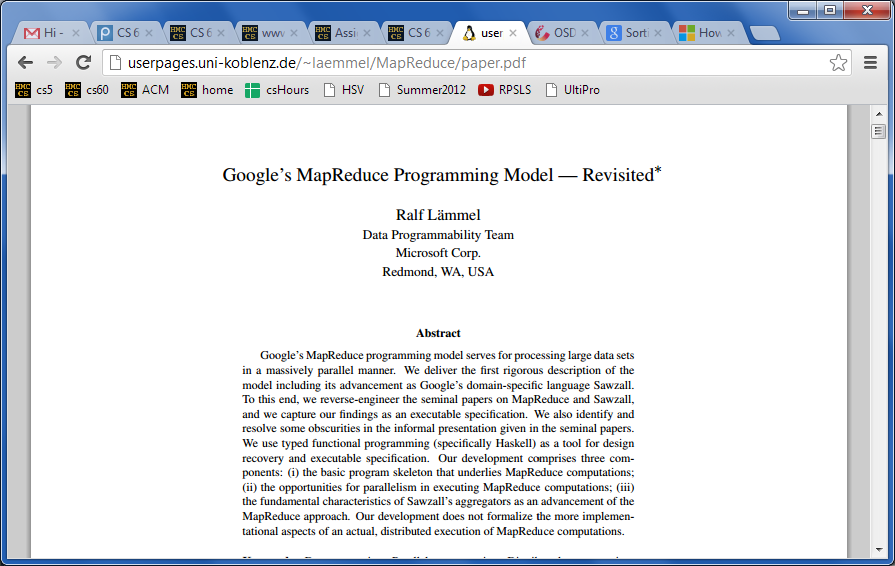 Hi -
CS 6
CS 6
www
Assi
CS 6
user
OSD
Sorti
How
userpages.uni-koblenz.de/~laemmel/MapReduce/paper.pdf
cs5 cs60 ACM home csHours HSV Summer2012 RPSLS UltiPro
Google's MapReduce Programming Model — Revisited*
Ralf Lämmel
Data Programmability Team
Microsoft Corp.
Redmond, WA, USA
Abstract
Google's MapReduce programming model serves for processing large data sets
in a massively parallel manner. We deliver the first rigorous description of the
model including its advancement as Google's domain-specific language Sawzall.
To this end, we reverse-engineer the seminal papers on MapReduce and Sawzall,
and we capture our findings as an executable specification. We also identify and
resolve some obscurities in the informal presentation given in the seminal papers.
We use typed functional programming (specifically Haskell) as a tool for design
recovery and executable specification. Our development comprises three com-
ponents: (i) the basic program skeleton that underlies MapReduce computations;
(ii) the opportunities for parallelism in executing MapReduce computations; (iii)
the fundamental characteristics of Sawzall's aggregators as an advancement of the
MapReduce approach. Our development does not formalize the more implemen-
tational aspects of an actual, distributed execution of MapReduce computations.